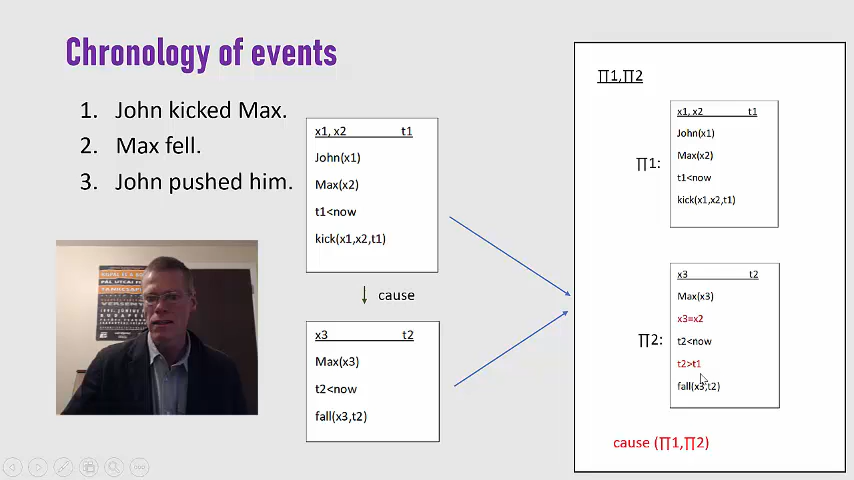 Chronology of events
1. John kicked Max.
2. Max fell.
3. John pushed him.
x1, x2 t1
John(x1)
Max(x2)
t1<now
kick(x1,x2,t1)
cause
x3 t2
Max(x3)
t2<now
fall(x3,t2)
∏1,∏2
∏1:
x1, x2 t1
John(x1)
Max(x2)
t1<now
kick(x1,x2,t1)
∏2:
x3 t2
Max(x3)
x3=x2
t2<now
t2>t1
fall(x3,t2)
cause (∏1,∏2)